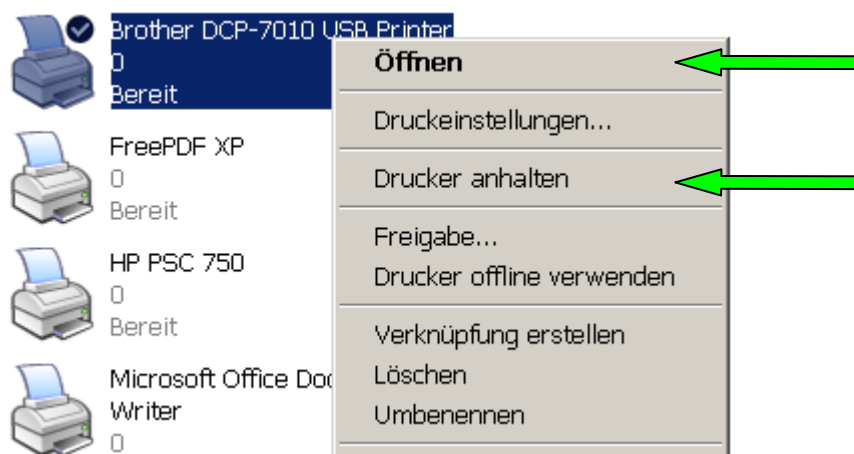 Brother DCP-7010 USB Printer
0
Bereit
FreePDF XP
0
Bereit
HP PSC 750
0
Bereit
Microsoft Office
Writer
0
Öffnen
Druckeinstellungen...
Drucker anhalten
Freigabe...
Drucker offline verwenden
Verknüpfung erstellen
Löschen
Umbenennen